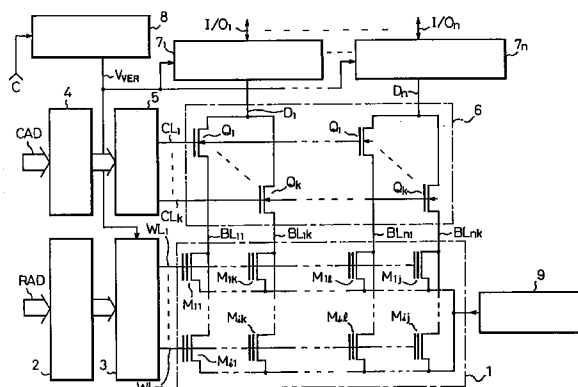 8
I/O₁
I/Oₙ
7₁
7ₙ
C
V_VER
4
5
D₁
Dₙ
6
CAD
CL₁
Q₁
Q₁
Qₖ
Qₖ
CLₖ
BL₁₁
BL₁ₖ
BLₙ₁
BLₙₖ
RAD
WL₁
M₁₁
M₁ₖ
M₁ℓ
M₁ⱼ
9
Mᵢ₁
Mᵢₖ
Mᵢℓ
Mᵢⱼ
2
3
1